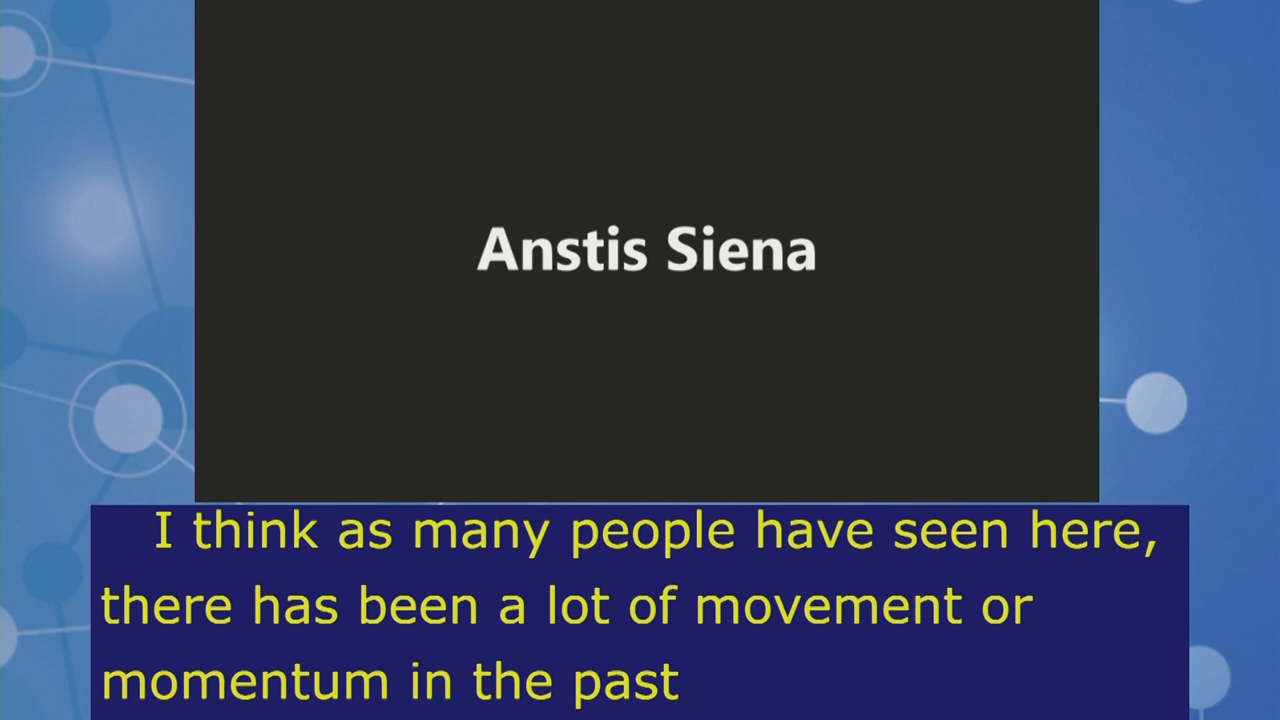 Anstis Siena
I think as many people have seen here,
there has been a lot of movement or
momentum in the past